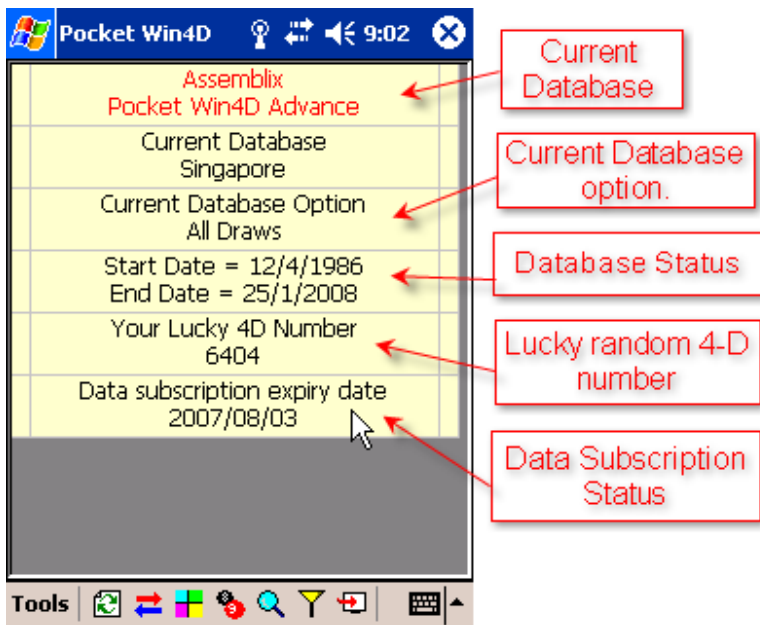 Pocket Win4D 9:02
Assemblix
Pocket Win4D Advance
Current Database
Singapore
Current Database Option
All Draws
Start Date = 12/4/1986
End Date = 25/1/2008
Your Lucky 4D Number
6404
Data subscription expiry date
2007/08/03
Tools
Current
Database
Current Database
option.
Database Status
Lucky random 4-D
number
Data Subscription
Status